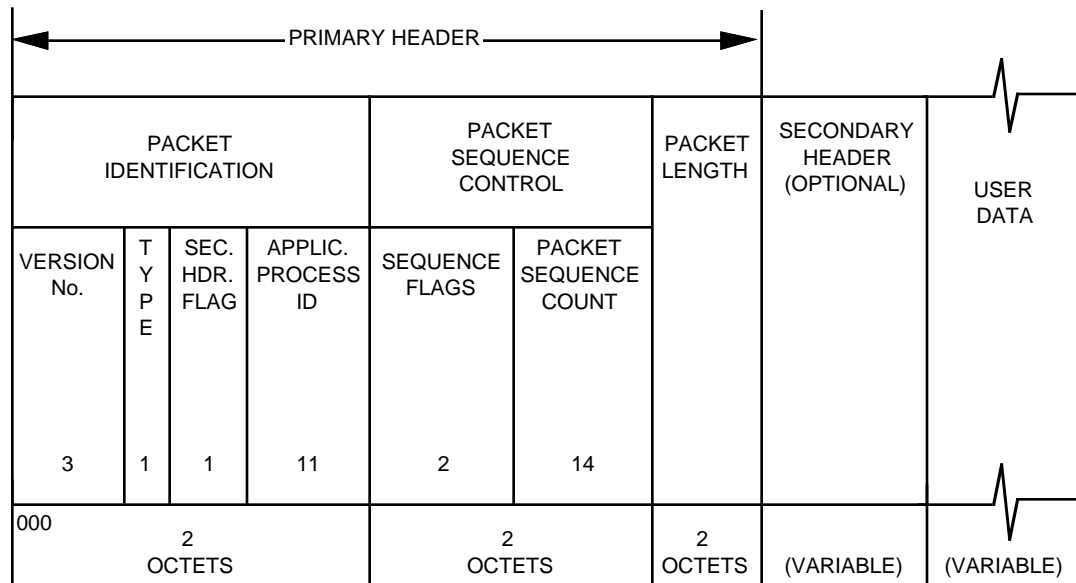 PRIMARY HEADER
PACKET
IDENTIFICATION
PACKET
SEQUENCE
CONTROL
PACKET
LENGTH
SECONDARY
HEADER
(OPTIONAL)
USER
DATA
VERSION
No.
T
Y
P
E
SEC.
HDR.
FLAG
APPLIC.
PROCESS
ID
SEQUENCE
FLAGS
PACKET
SEQUENCE
COUNT
3
1
1
11
2
14
000
2
OCTETS
2
OCTETS
2
OCTETS
(VARIABLE)
(VARIABLE)